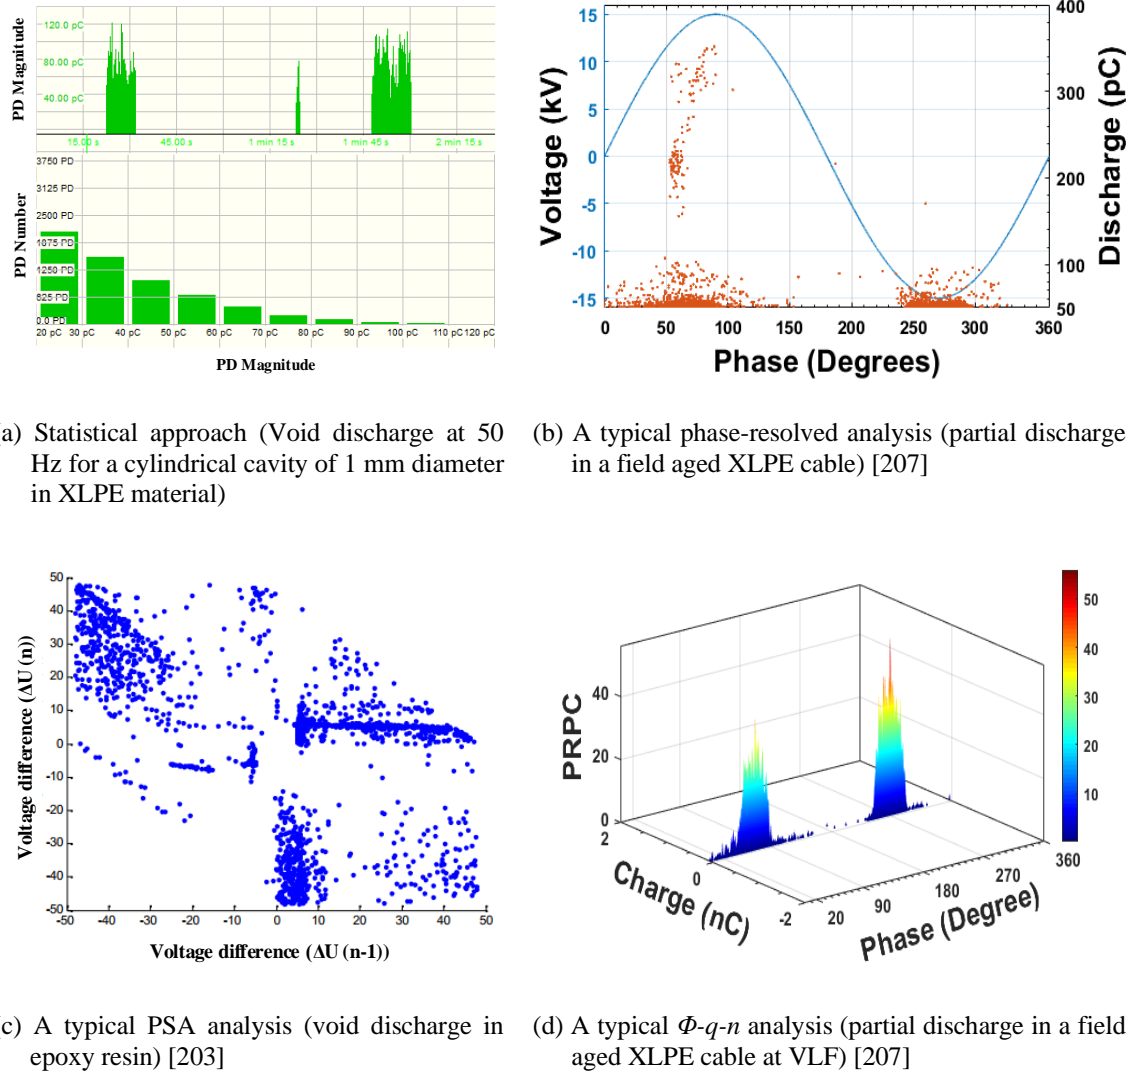 PD Magnitude
120.0 pC
80.00 pC
40.00 pC
15.00 s 45.00 s 1 min 15 s 1 min 45 s 2 min 15 s
PD Number
3750 PD
3125 PD
2500 PD
1875 PD
1250 PD
625 PD
0.0 PD
20 pC 30 pC 40 pC 50 pC 60 pC 70 pC 80 pC 90 pC 100 pC 110 pC 120 pC
PD Magnitude
Voltage (kV)
15
10
5
0
-5
-10
-15
400
300
200
100
50
Discharge (pC)
0 50 100 150 200 250 300 360
Phase (Degrees)
a) Statistical approach (Void discharge at 50
Hz for a cylindrical cavity of 1 mm diameter
in XLPE material)
(b) A typical phase-resolved analysis (partial discharge
in a field aged XLPE cable) [207]
Voltage difference (ΔU (n))
50
40
30
20
10
0
-10
-20
-30
-40
-50
-50 -40 -30 -20 -10 0 10 20 30 40 50
Voltage difference (ΔU (n-1))
PRPC
40
20
0
2
0
-2
Charge (nC)
20 90 180 270 360
Phase (Degree)
50
40
30
20
10
c) A typical PSA analysis (void discharge in
epoxy resin) [203]
(d) A typical Φ-q-n analysis (partial discharge in a field
aged XLPE cable at VLF) [207]